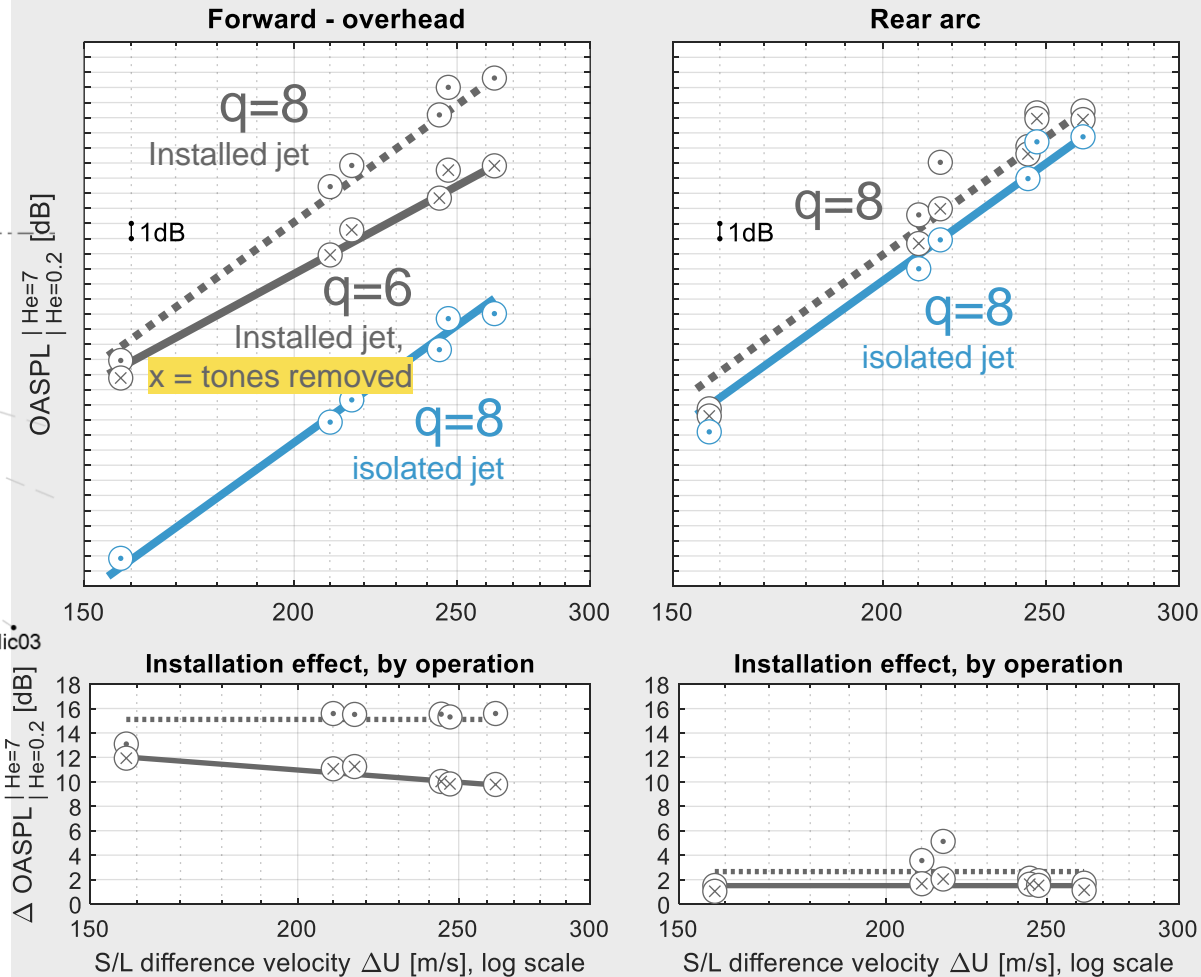 Forward - overhead
Rear arc
q=8
Installed jet
1dB
q=6
Installed jet,
x = tones removed
q=8
isolated jet
OASPL | He=7 | He=0.2 [dB]
150 200 250 300
q=8
1dB
q=8
isolated jet
150 200 250 300
lic03
Installation effect, by operation
18
16
14
12
10
8
6
4
2
0
Δ OASPL | He=7 | He=0.2 [dB]
150 200 250 300
S/L difference velocity ΔU [m/s], log scale
Installation effect, by operation
18
16
14
12
10
8
6
4
2
0
150 200 250 300
S/L difference velocity ΔU [m/s], log scale